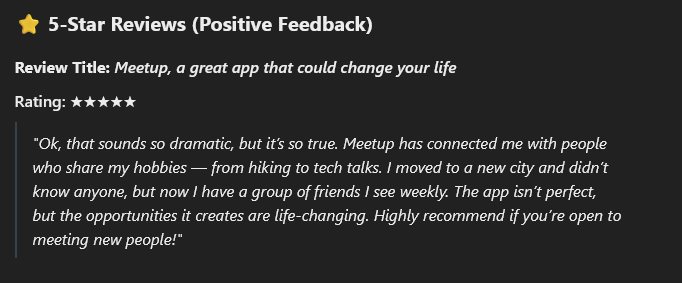 ⭐ 5-Star Reviews (Positive Feedback)
Review Title: Meetup, a great app that could change your life
Rating: ★★★★★
"Ok, that sounds so dramatic, but it’s so true. Meetup has connected me with people
who share my hobbies — from hiking to tech talks. I moved to a new city and didn’t
know anyone, but now I have a group of friends I see weekly. The app isn’t perfect,
but the opportunities it creates are life-changing. Highly recommend if you’re open to
meeting new people!"